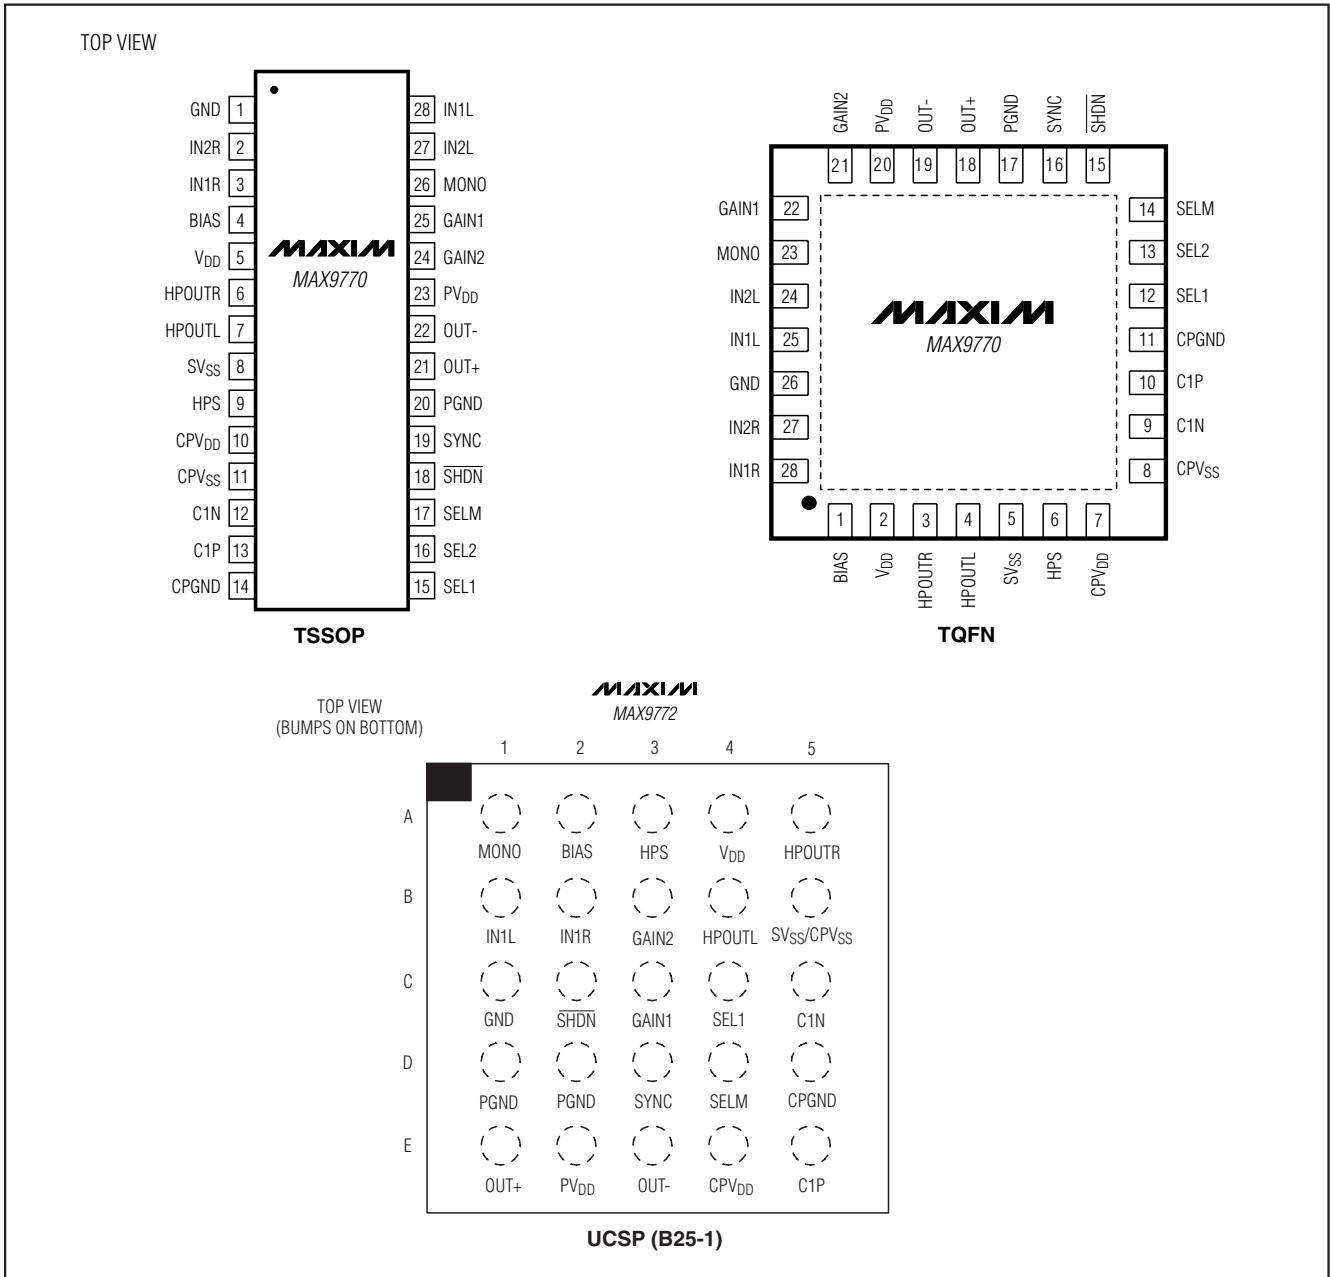 TOP VIEW
GND 1
IN2R 2
IN1R 3
BIAS 4
VDD 5
HPOUTR 6
HPOUTL 7
SVSS 8
HPS 9
CPVDD 10
CPVSS 11
C1N 12
C1P 13
CPGND 14
MAXIM
MAX9770
28 IN1L
27 IN2L
26 MONO
25 GAIN1
24 GAIN2
23 PVDD
22 OUT-
21 OUT+
20 PGND
19 SYNC
18 SHDN
17 SELM
16 SEL2
15 SEL1
TSSOP
GAIN2 PVDD OUT- OUT+ PGND SYNC SHDN
21 20 19 18 17 16 15
GAIN1 22
MONO 23
IN2L 24
IN1L 25
GND 26
IN2R 27
IN1R 28
MAXIM
MAX9770
14 SELM
13 SEL2
12 SEL1
11 CPGND
10 C1P
9 C1N
8 CPVSS
1 2 3 4 5 6 7
BIAS VDD HPOUTR HPOUTL SVSS HPS CPVDD
TQFN
TOP VIEW
(BUMPS ON BOTTOM)
MAXIM
MAX9772
1 2 3 4 5
A
MONO BIAS HPS VDD HPOUTR
B
IN1L IN1R GAIN2 HPOUTL SVSS/CPVSS
C
GND SHDN GAIN1 SEL1 C1N
D
PGND PGND SYNC SELM CPGND
E
OUT+ PVDD OUT- CPVDD C1P
UCSP (B25-1)